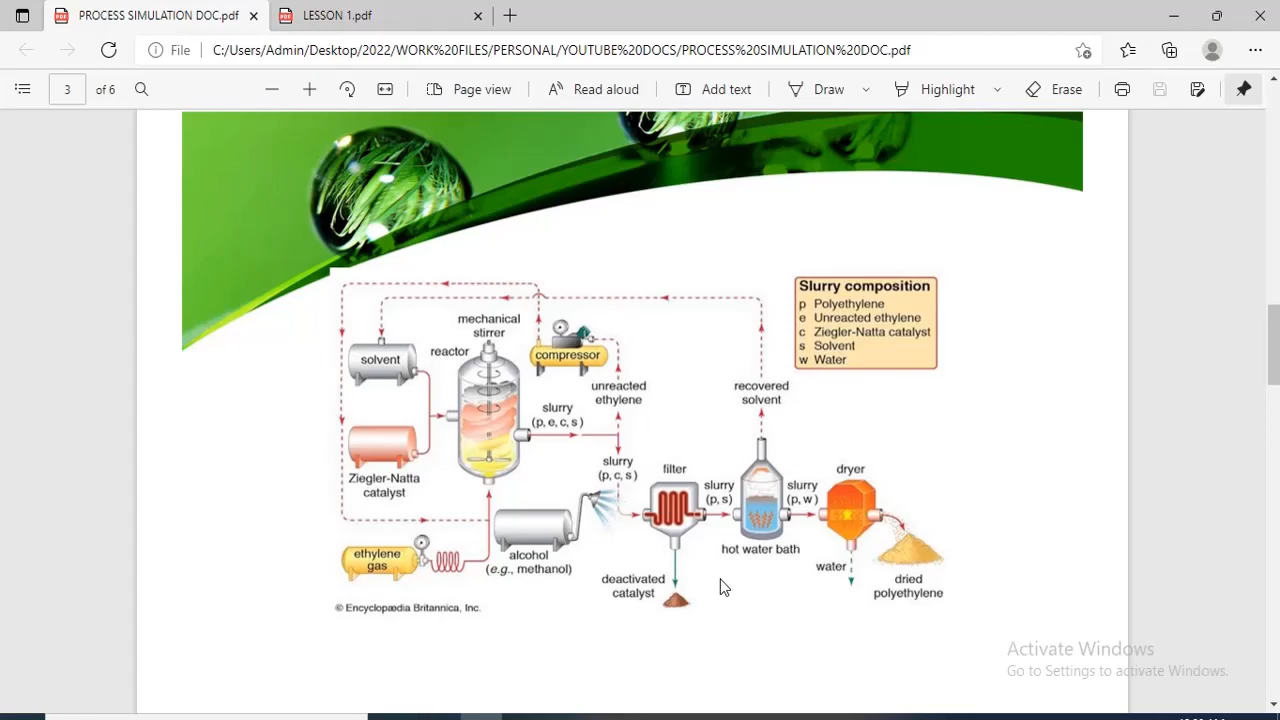 PROCESS SIMULATION DOC.pdf
LESSON 1.pdf
File
C:/Users/Admin/Desktop/2022/WORK%20FILES/PERSONAL/YOUTUBE%20DOCS/PROCESS%20SIMULATION%20DOC.pdf
3 of 6
Page view
Read aloud
Add text
Draw
Highlight
Erase
Slurry composition
p Polyethylene
e Unreacted ethylene
c Ziegler-Natta catalyst
s Solvent
w Water
mechanical
stirrer
reactor
compressor
solvent
unreacted
ethylene
recovered
solvent
slurry
(p, e, c, s)
slurry
(p, c, s)
filter
dryer
Ziegler-Natta
catalyst
slurry
(p, s)
slurry
(p, w)
hot water bath
ethylene
gas
alcohol
(e.g., methanol)
water
deactivated
catalyst
dried
polyethylene
© Encyclopædia Britannica, Inc.
Activate Windows
Go to Settings to activate Windows.